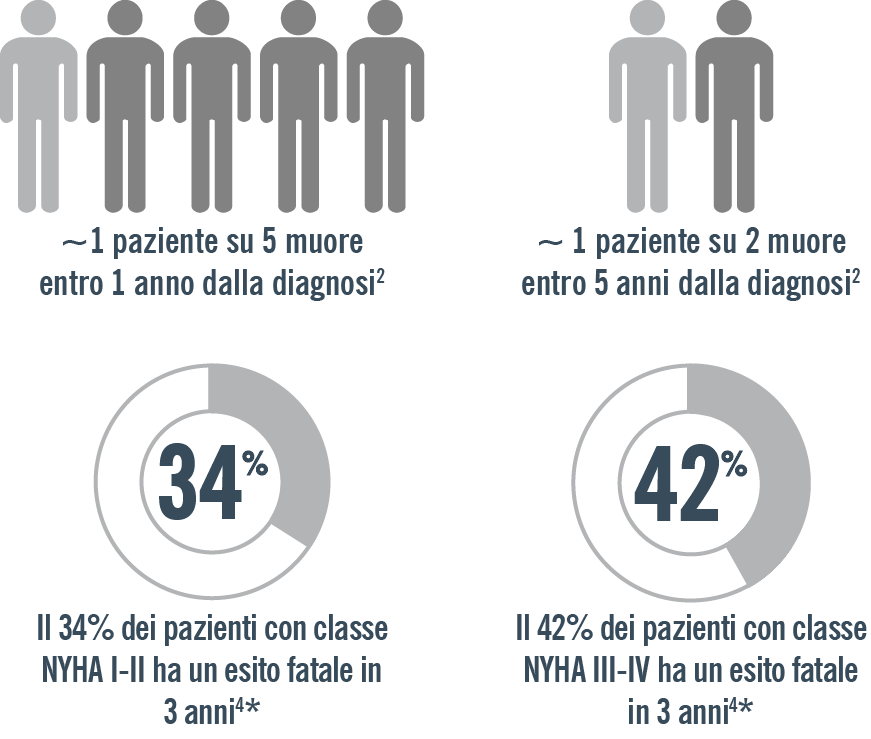 ~1 paziente su 5 muore
entro 1 anno dalla diagnosi²
~ 1 paziente su 2 muore
entro 5 anni dalla diagnosi²
34%
Il 34% dei pazienti con classe
NYHA I-II ha un esito fatale in
3 anni⁴*
42%
Il 42% dei pazienti con classe
NYHA III-IV ha un esito fatale
in 3 anni⁴*